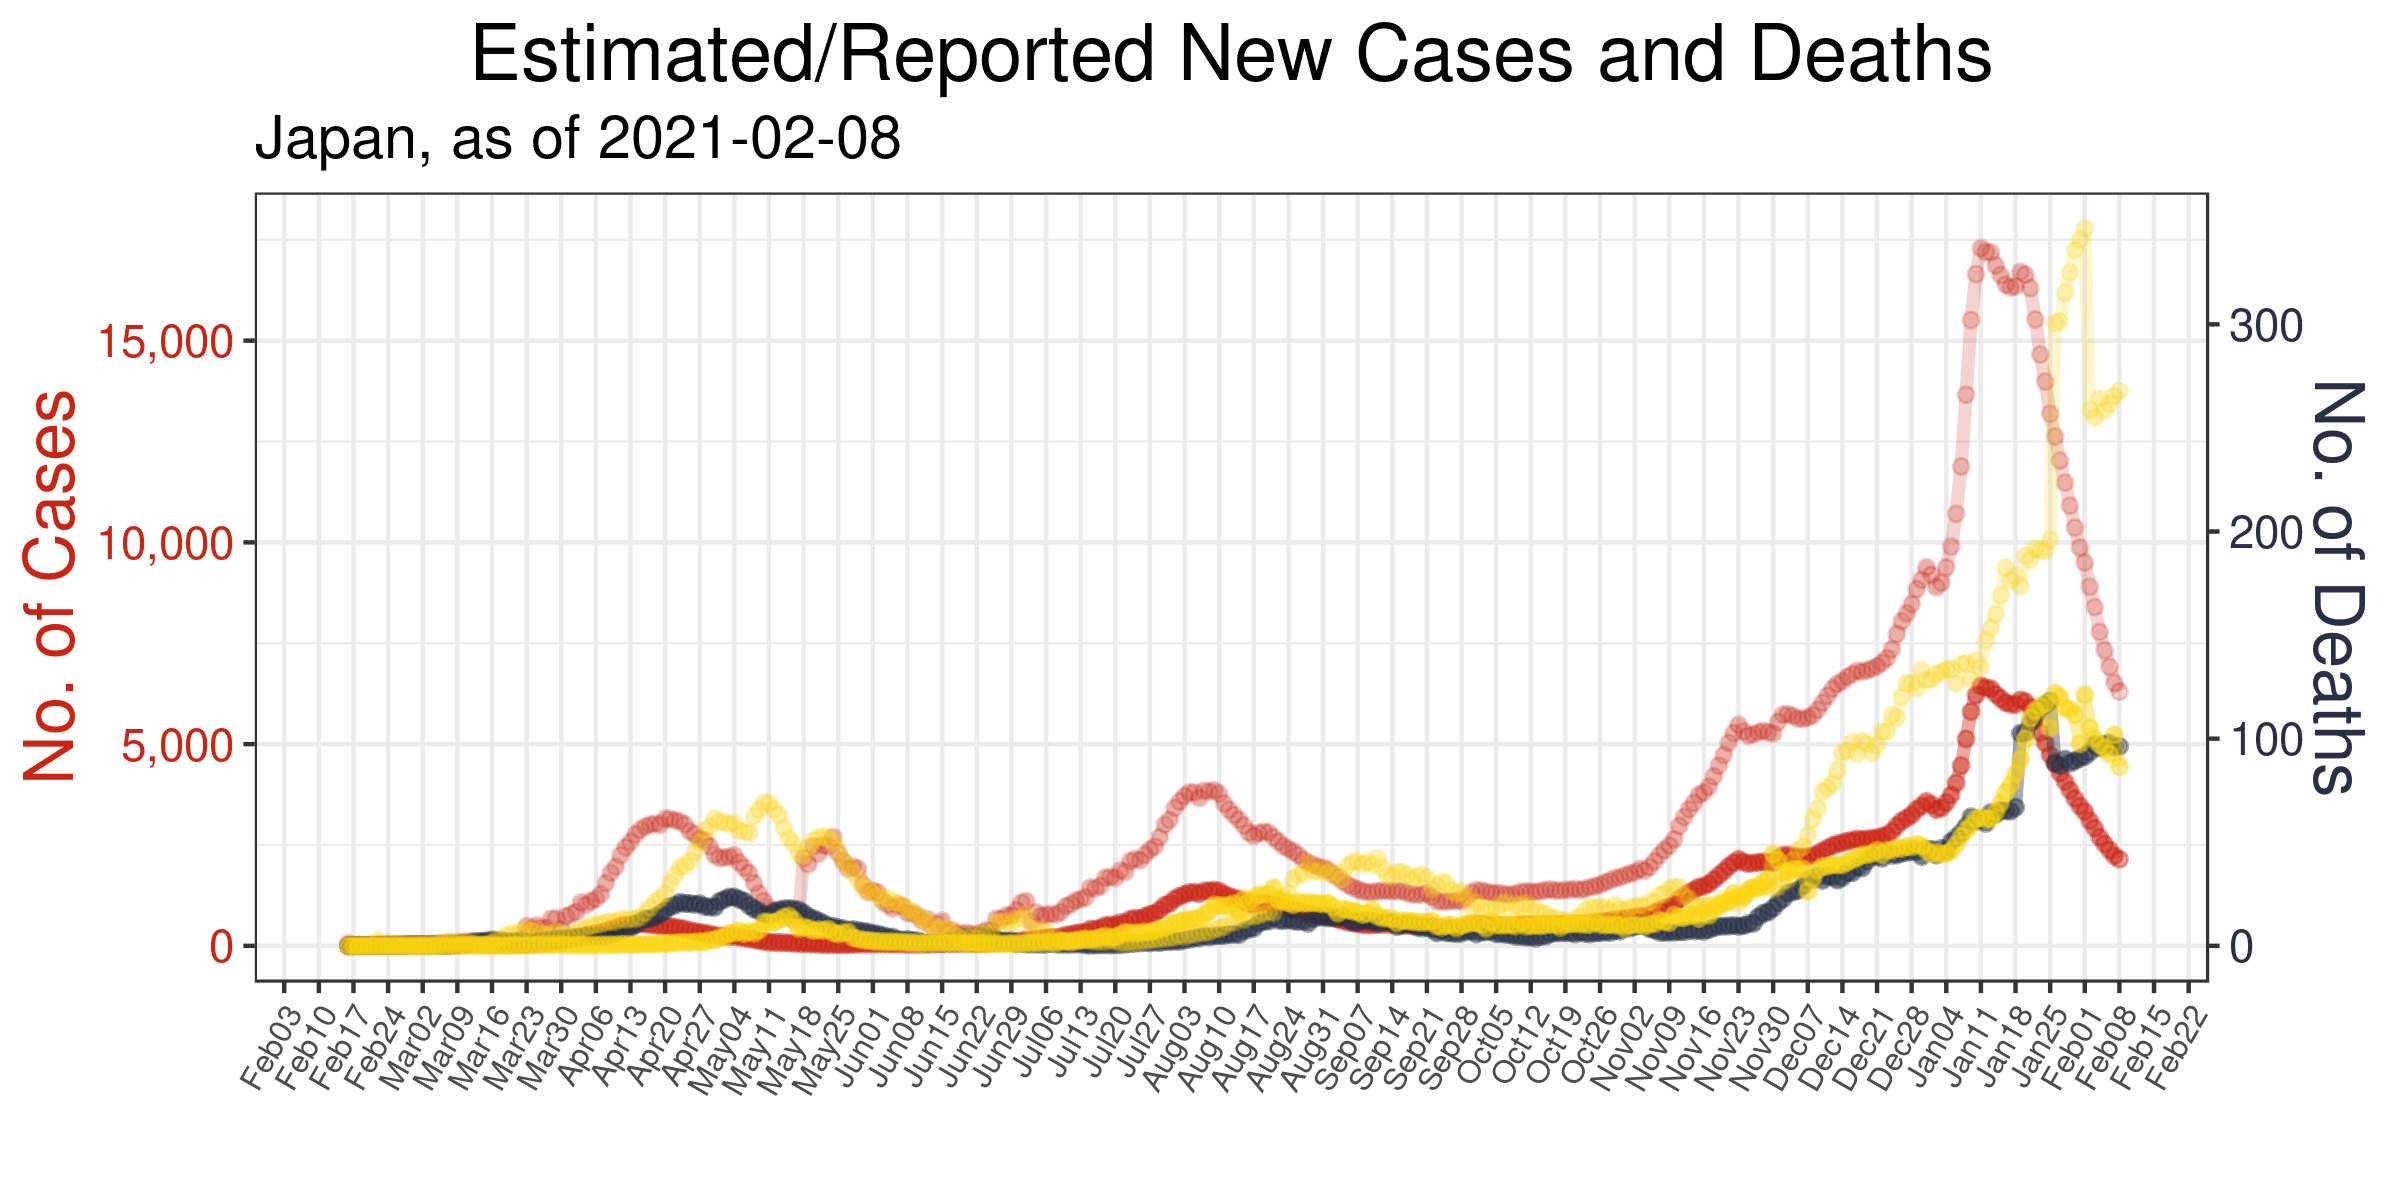 Estimated/Reported New Cases and Deaths
Japan, as of 2021-02-08
No. of Cases
15,000
10,000
5,000
0
300
200
100
0
No. of Deaths
Feb03
Feb10
Feb17
Feb24
Mar02
Mar09
Mar16
Mar23
Mar30
Apr06
Apr13
Apr20
Apr27
May04
May11
May18
May25
Jun01
Jun08
Jun15
Jun22
Jun29
Jul06
Jul13
Jul20
Jul27
Aug03
Aug10
Aug17
Aug24
Aug31
Sep07
Sep14
Sep21
Sep28
Oct05
Oct12
Oct19
Oct26
Nov02
Nov09
Nov16
Nov23
Nov30
Dec07
Dec14
Dec21
Dec28
Jan04
Jan11
Jan18
Jan25
Feb01
Feb08
Feb15
Feb22